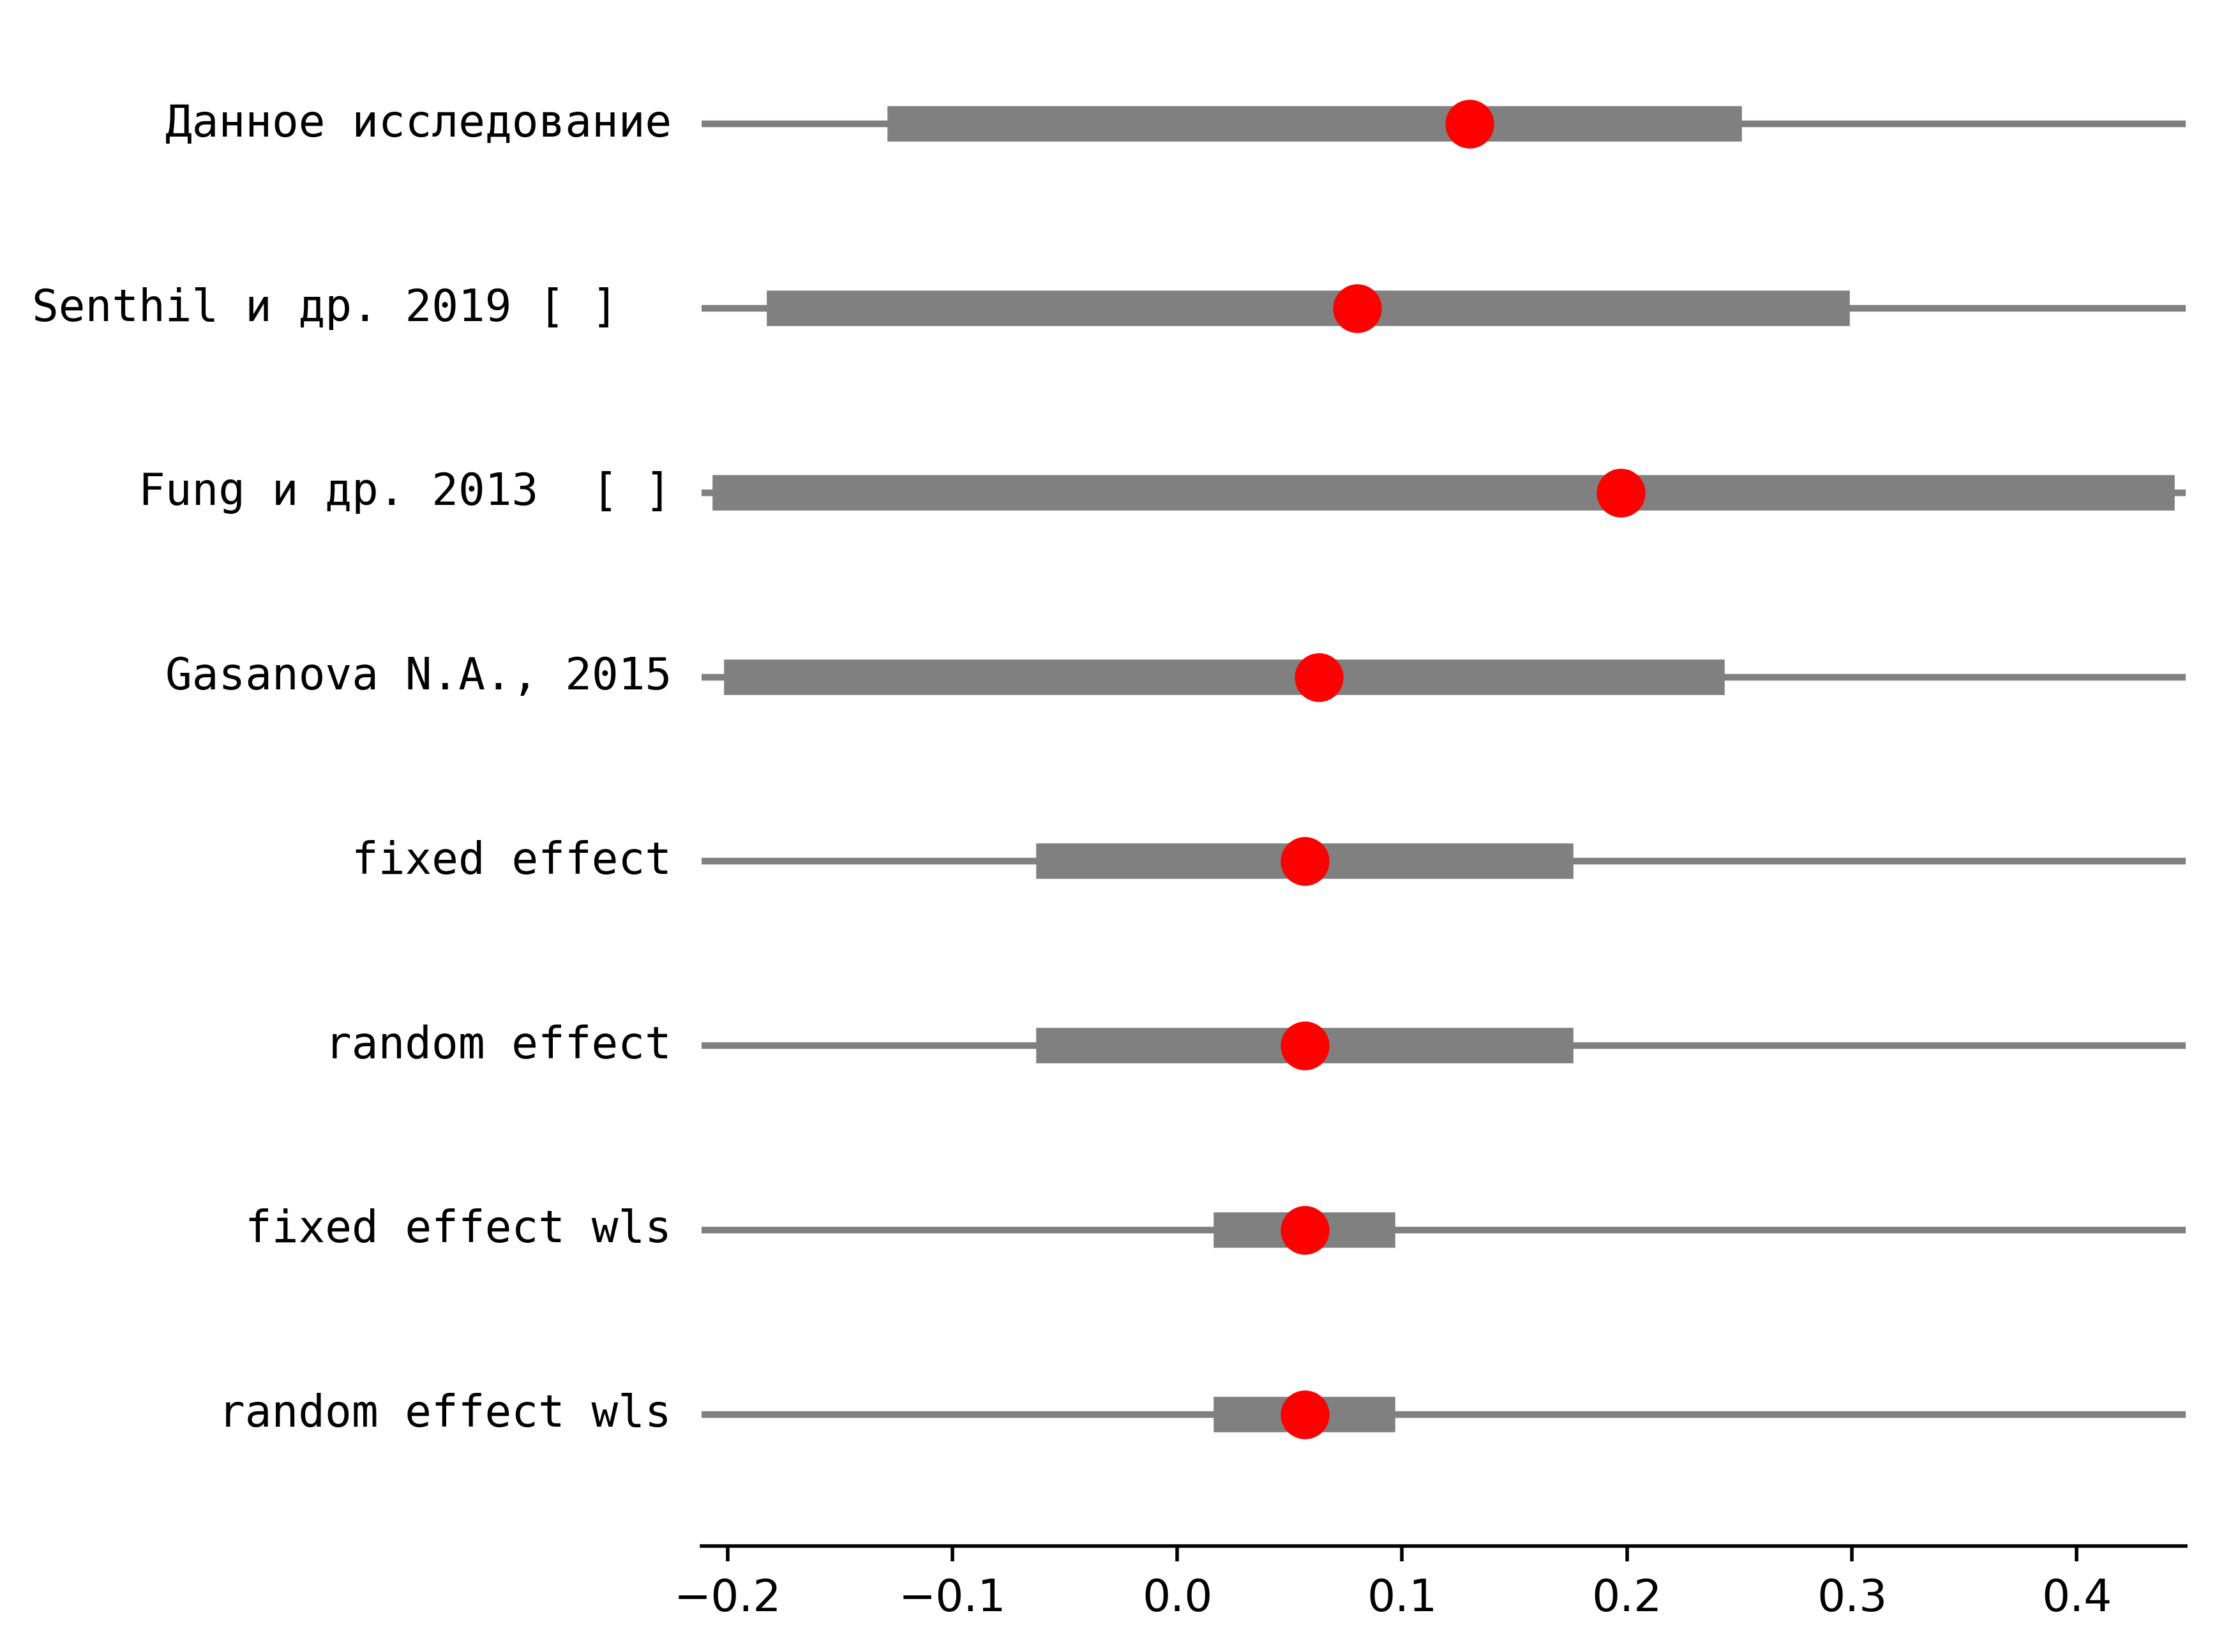 Данное исследование
Senthil и др. 2019 [ ]
Fung и др. 2013  [ ]
Gasanova N.A., 2015
fixed effect
random effect
fixed effect wls
random effect wls
−0.2 −0.1 0.0 0.1 0.2 0.3 0.4